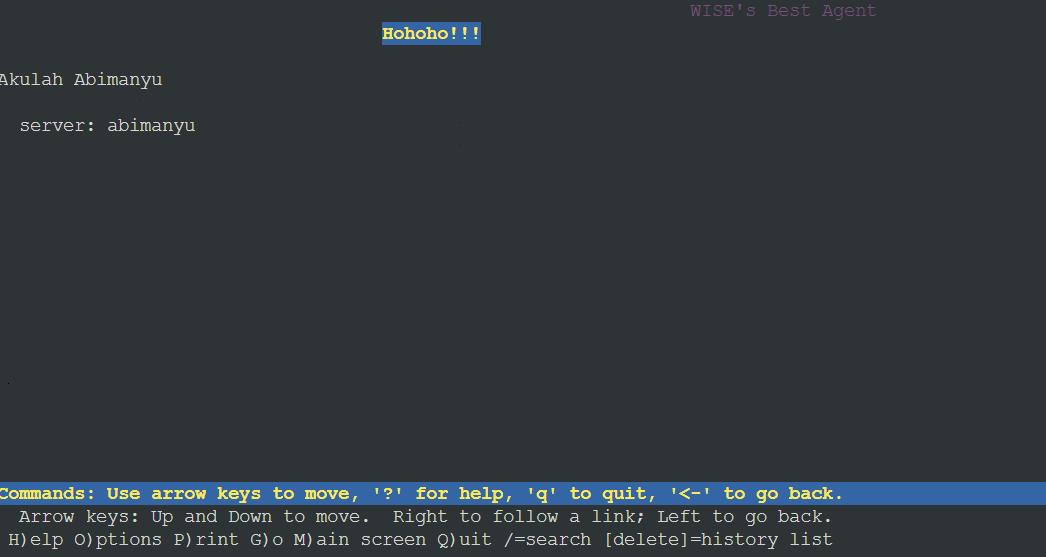 WISE's Best Agent
Hohoho!!!
Akulah Abimanyu
server: abimanyu
Commands: Use arrow keys to move, '?' for help, 'q' to quit, '<-' to go back.
Arrow keys: Up and Down to move.  Right to follow a link; Left to go back.
H)elp O)ptions P)rint G)o M)ain screen Q)uit /=search [delete]=history list